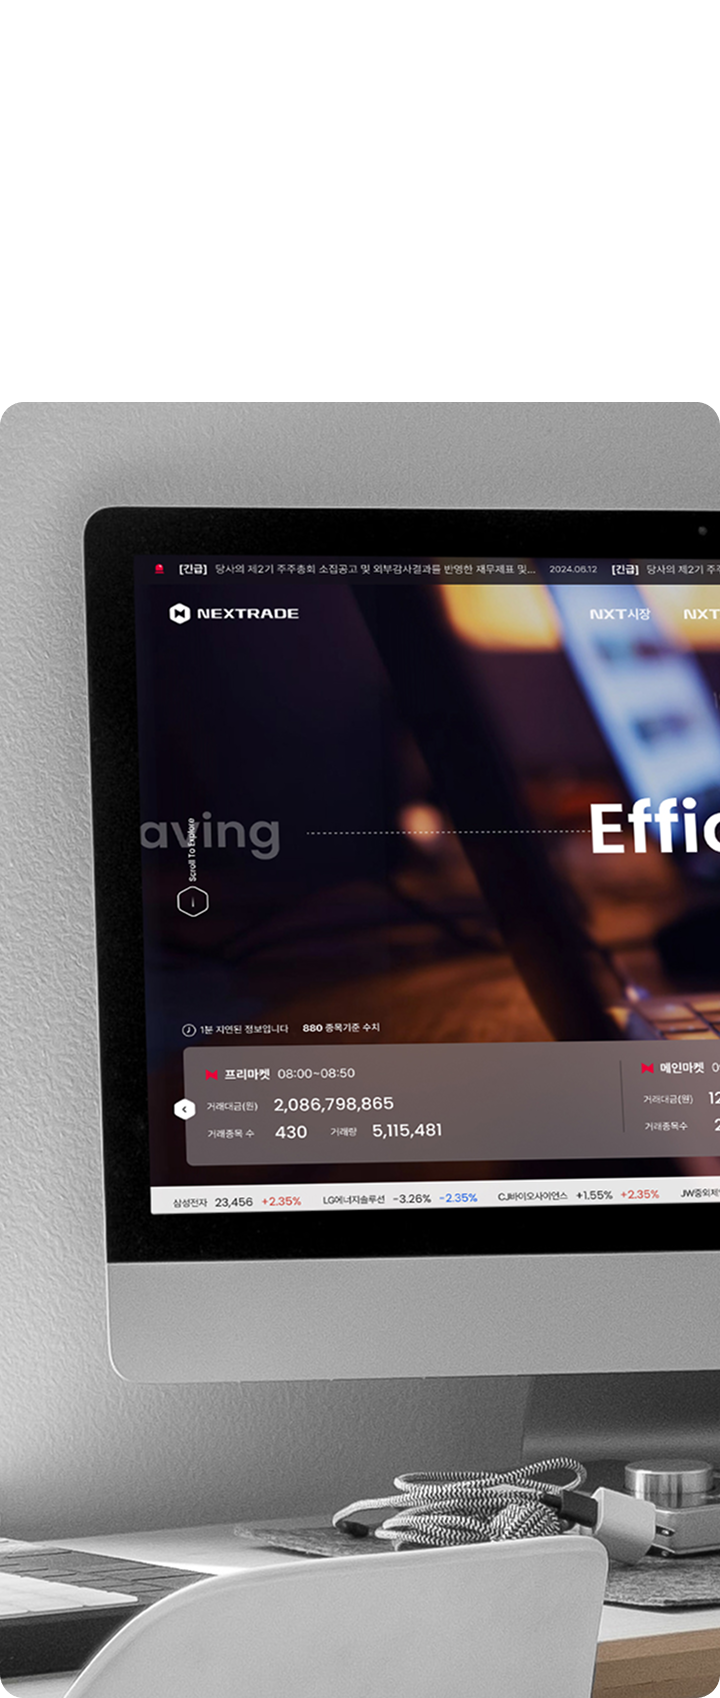 [긴급] 당사의 제2기 주주총회 소집공고 및 외부감사결과를 반영한 재무제표 및... 2024.06.12 [긴급] 당사의 제2기 주주
NEXTRADE NXT시장 NXT
aving Effic
Scroll To Explore
1분 지연된 정보입니다 880 종목기준 수치
프리마켓 08:00~08:50 메인마켓
거래대금(원) 2,086,798,865 거래대금(원) 12
거래종목 수 430 거래량 5,115,481 거래종목수 2
삼성전자 23,456 +2.35% LG에너지솔루션 -3.26% -2.35% CJ바이오사이언스 +1.55% +2.35% JW중외제